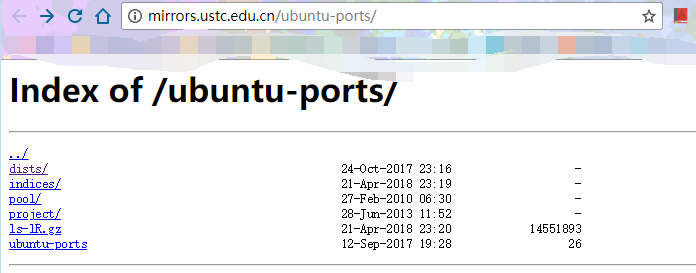 mirrors.ustc.edu.cn/ubuntu-ports/
Index of /ubuntu-ports/
../
dists/ 24-Oct-2017 23:16 -
indices/ 21-Apr-2018 23:19 -
pool/ 27-Feb-2010 06:30 -
project/ 28-Jun-2013 11:52 -
ls-lR.gz 21-Apr-2018 23:20 14551893
ubuntu-ports 12-Sep-2017 19:28 26